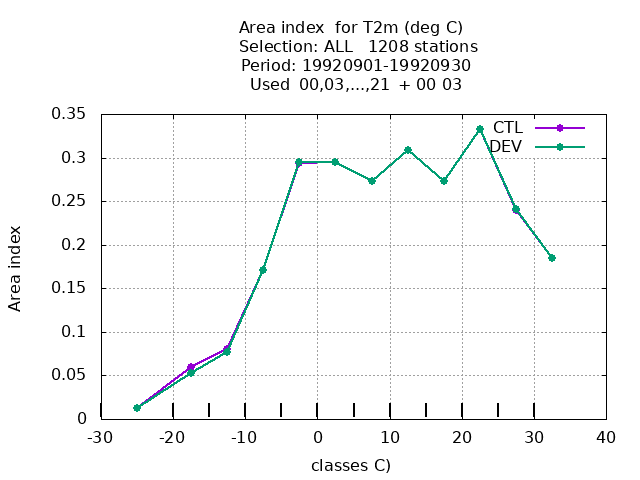 Area index  for T2m (deg C)
Selection: ALL   1208 stations
Period: 19920901-19920930
Used  00,03,...,21  + 00 03
CTL
DEV
0.35
0.3
0.25
0.2
0.15
0.1
0.05
0
Area index
-30 -20 -10 0 10 20 30 40
classes C)